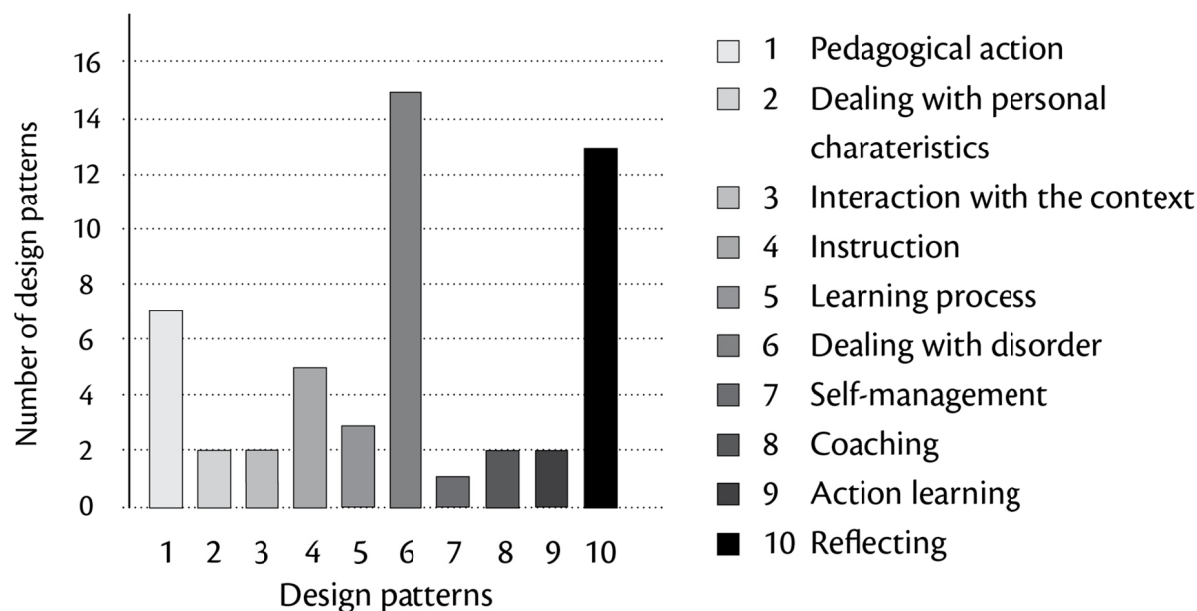 16
14
12
10
8
6
4
2
0
Number of design patterns
1 2 3 4 5 6 7 8 9 10
Design patterns
1 Pedagogical action
2 Dealing with personal
charateristics
3 Interaction with the context
4 Instruction
5 Learning process
6 Dealing with disorder
7 Self-management
8 Coaching
9 Action learning
10 Reflecting